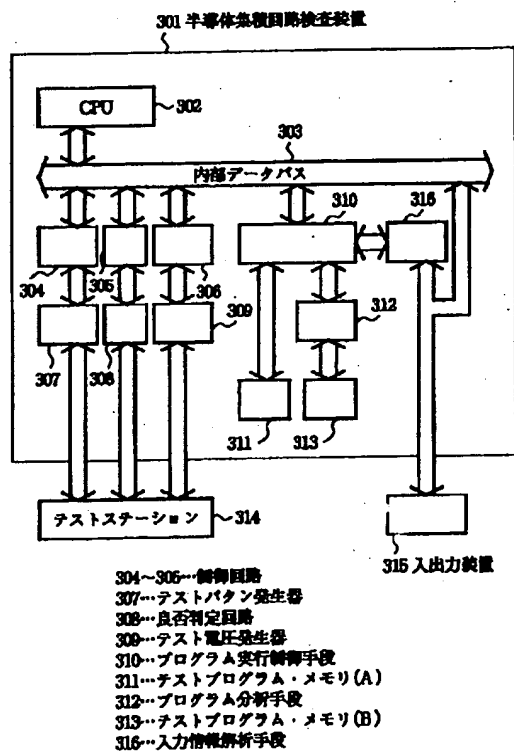 301 半導体集積回路検査装置
CPU
302
303
内部データバス
310
316
304
305
306
309
312
307
308
311
313
テストステーション
314
315 入出力装置
304～306…制御回路
307…テストパタン発生器
308…良否判定回路
309…テスト電圧発生器
310…プログラム実行制御手段
311…テストプログラム・メモリ(A)
312…プログラム分析手段
313…テストプログラム・メモリ(B)
316…入力情報解析手段